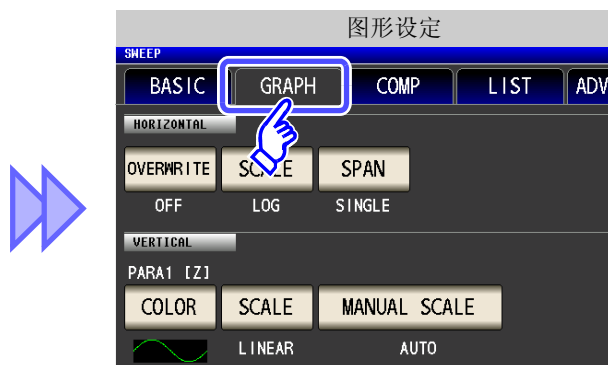 图形设定
SWEEP
BASIC GRAPH COMP LIST ADV
HORIZONTAL
OVERWRITE SCALE SPAN
OFF LOG SINGLE
VERTICAL
PARA1 [Z]
COLOR SCALE MANUAL SCALE
LINEAR AUTO